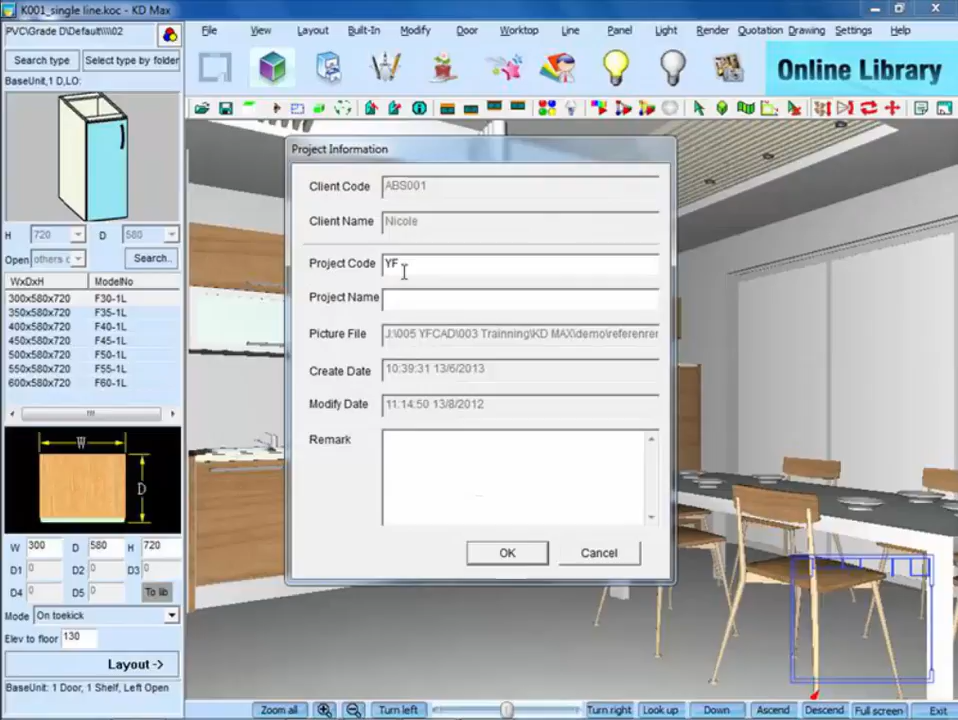 K001_single line.koc - KD Max
PVC\Grade D\Default\\\\02
Search type
Select type by folder
BaseUnit,1 D,LO:
H 720 D 580
Open others c
Search..
WxDxH ModelNo
300x580x720 F30-1L
350x580x720 F35-1L
400x580x720 F40-1L
450x580x720 F45-1L
500x580x720 F50-1L
550x580x720 F55-1L
600x580x720 F60-1L
W
D
W 300 D 580 H 720
D1 0 D2 0 D3 0
D4 0 D5 0 To lib
Mode On toekick
Elev to floor 130
Layout ->
BaseUnit: 1 Door, 1 Shelf, Left Open
File View Layout Built-In Modify Door Worktop Line Panel Light Render Quotation Drawing Settings Help
Online Library
Project Information
Client Code ABS001
Client Name Nicole
Project Code YF
Project Name
Picture File J:\005 YFCAD\003 Trainning\KD MAX\demo\referenrer
Create Date 10:39:31 13/6/2013
Modify Date 11:14:50 13/8/2012
Remark
OK Cancel
Zoom all Turn left Turn right Look up Down Ascend Descend Full screen Exit